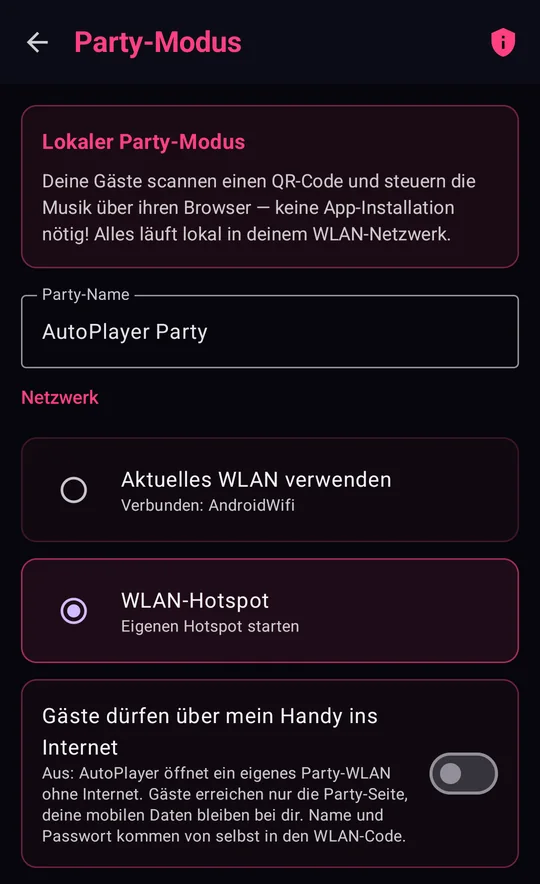 Party-Modus
Lokaler Party-Modus
Deine Gäste scannen einen QR-Code und steuern die
Musik über ihren Browser — keine App-Installation
nötig! Alles läuft lokal in deinem WLAN-Netzwerk.
Party-Name
AutoPlayer Party
Netzwerk
Aktuelles WLAN verwenden
Verbunden: AndroidWifi
WLAN-Hotspot
Eigenen Hotspot starten
Gäste dürfen über mein Handy ins
Internet
Aus: AutoPlayer öffnet ein eigenes Party-WLAN
ohne Internet. Gäste erreichen nur die Party-Seite,
deine mobilen Daten bleiben bei dir. Name und
Passwort kommen von selbst in den WLAN-Code.